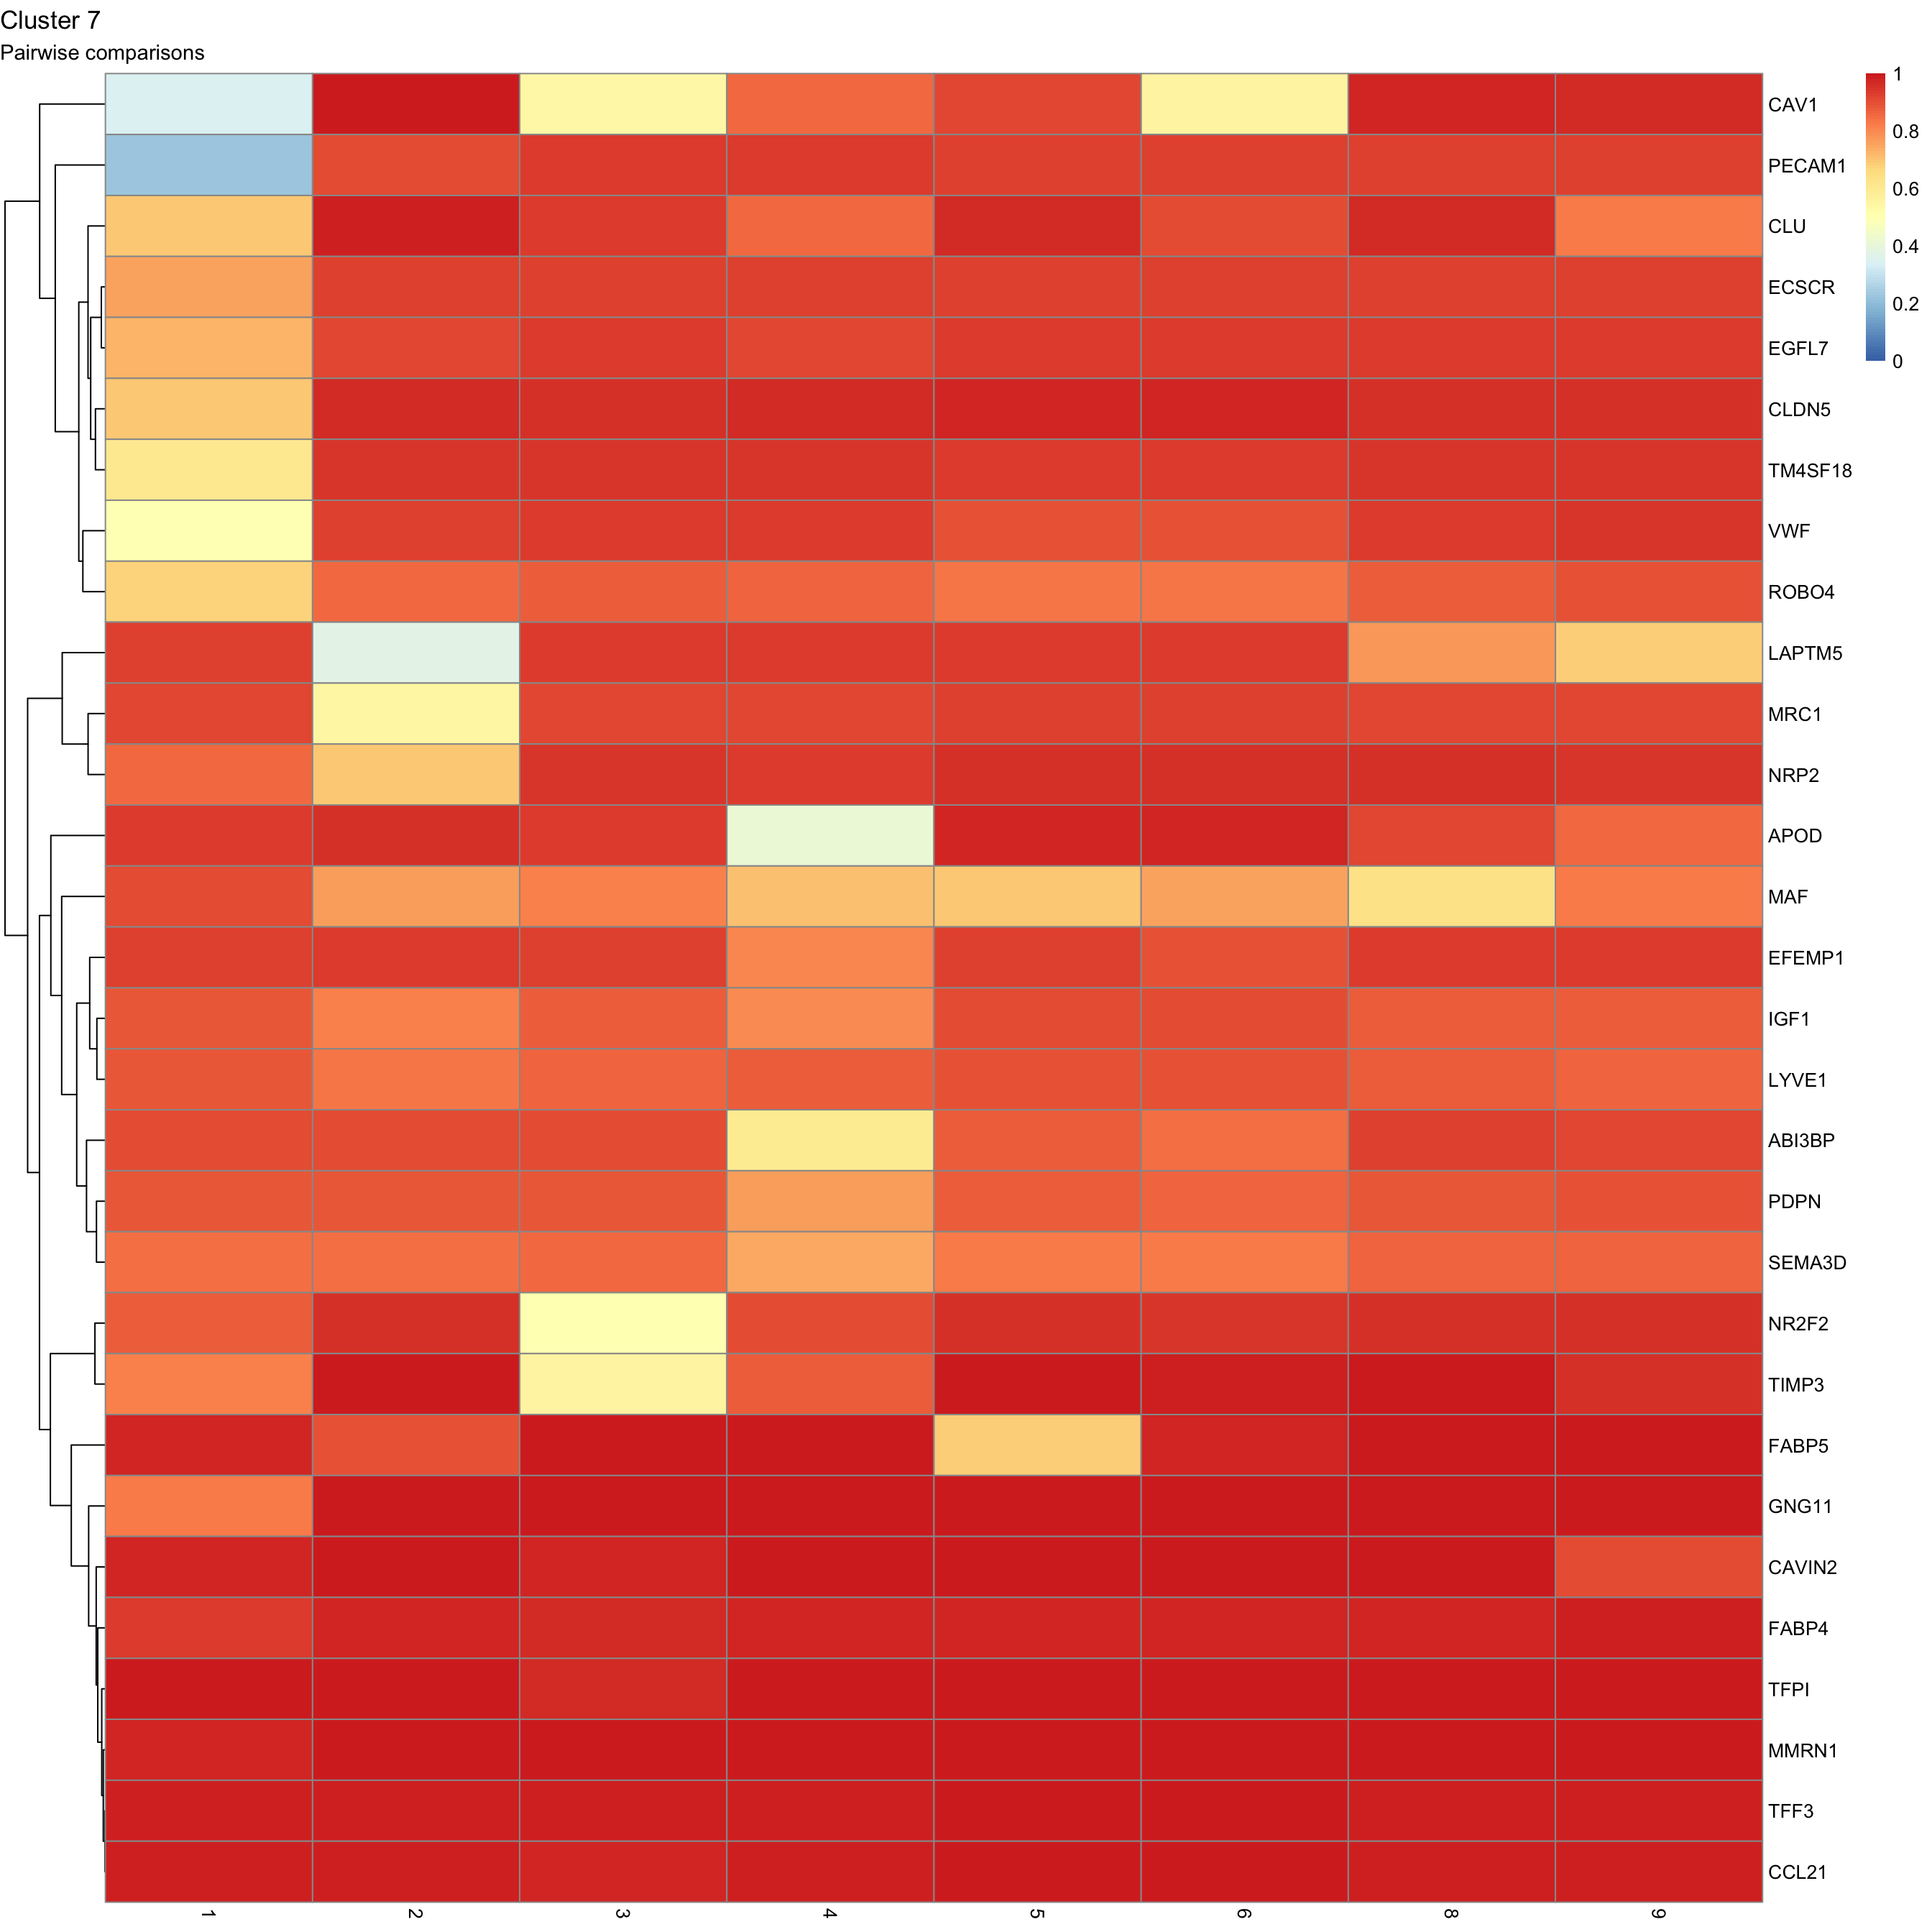 Cluster 7
Pairwise comparisons
1
0.8
0.6
0.4
0.2
0
CAV1
PECAM1
CLU
ECSCR
EGFL7
CLDN5
TM4SF18
VWF
ROBO4
LAPTM5
MRC1
NRP2
APOD
MAF
EFEMP1
IGF1
LYVE1
ABI3BP
PDPN
SEMA3D
NR2F2
TIMP3
FABP5
GNG11
CAVIN2
FABP4
TFPI
MMRN1
TFF3
CCL21
1 2 3 4 5 6 8 9